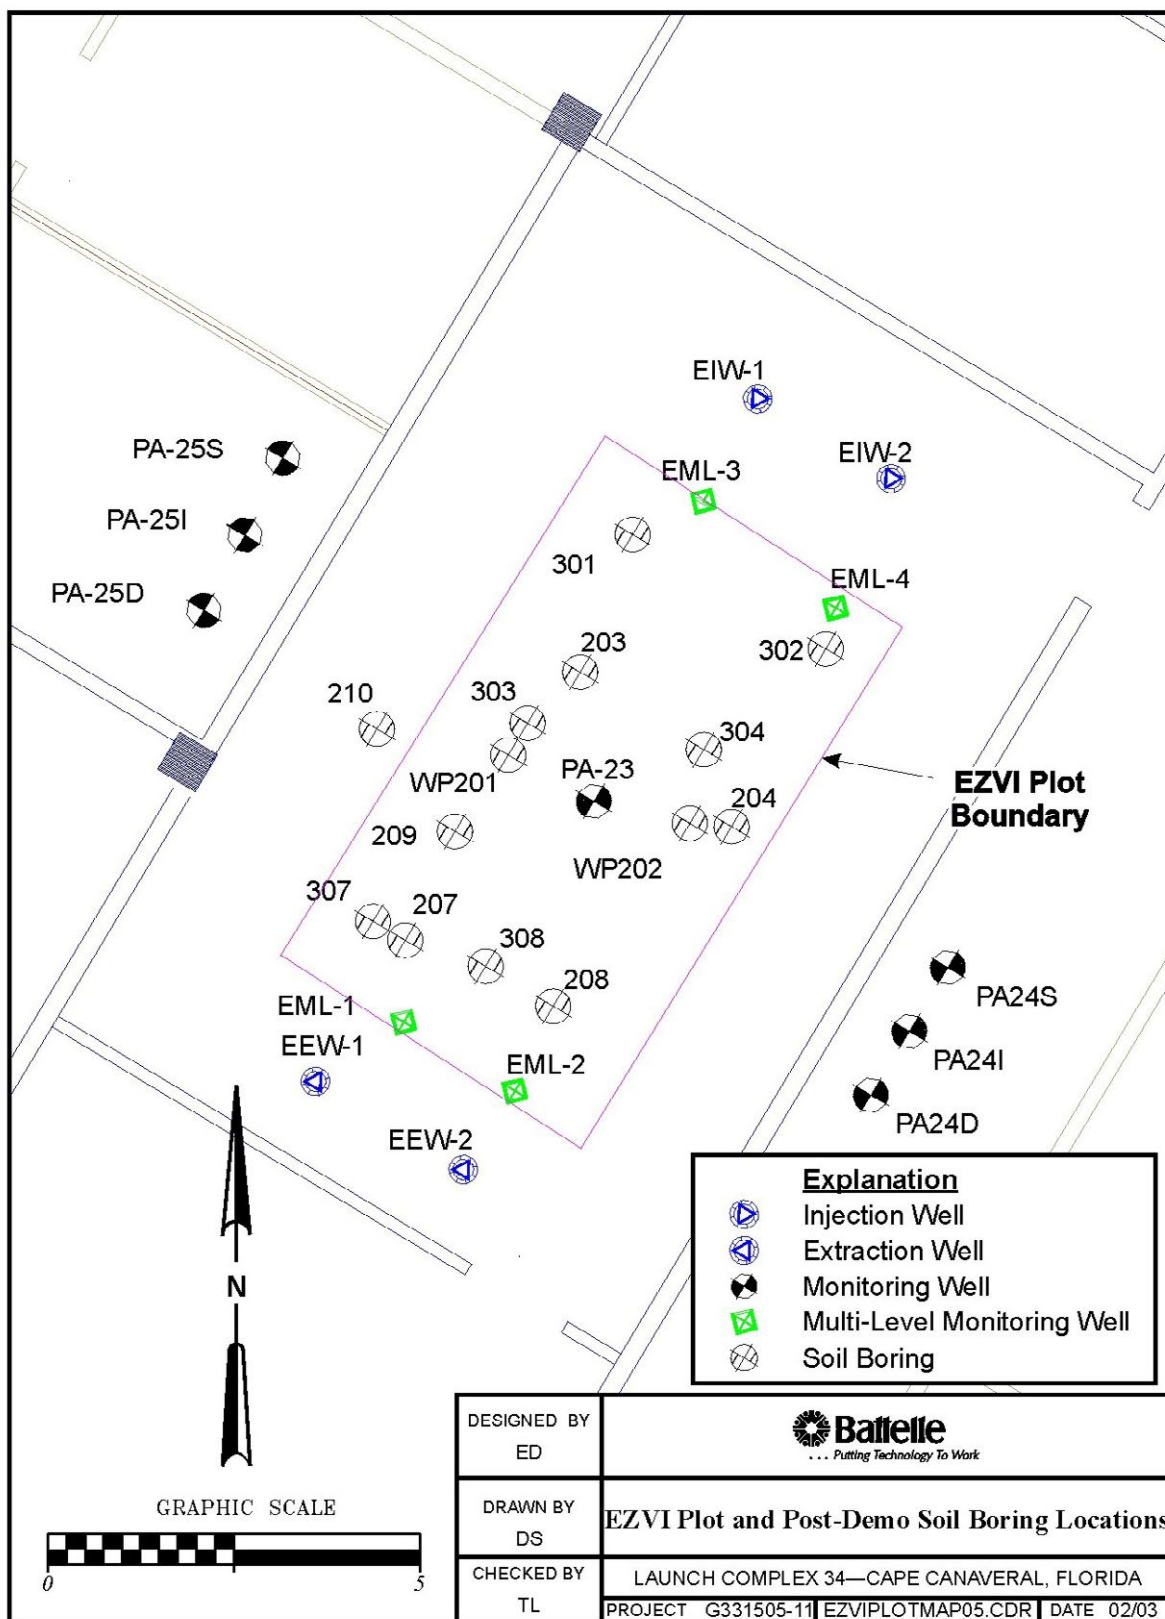 EIW-1
EIW-2
PA-25S
EML-3
PA-25I
301
PA-25D
EML-4
302
203
210
303
304
PA-23
WP201
EZVI Plot
Boundary
204
209
WP202
307
207
308
208
EML-1
PA24S
EEW-1
PA24I
EML-2
PA24D
EEW-2
Explanation
Injection Well
Extraction Well
Monitoring Well
Multi-Level Monitoring Well
Soil Boring
N
GRAPHIC SCALE
0 5
DESIGNED BY
ED
Battelle
... Putting Technology To Work
DRAWN BY
DS
EZVI Plot and Post-Demo Soil Boring Locations
CHECKED BY
TL
LAUNCH COMPLEX 34—CAPE CANAVERAL, FLORIDA
PROJECT G331505-11 EZVIPLOTMAP05.CDR DATE 02/03